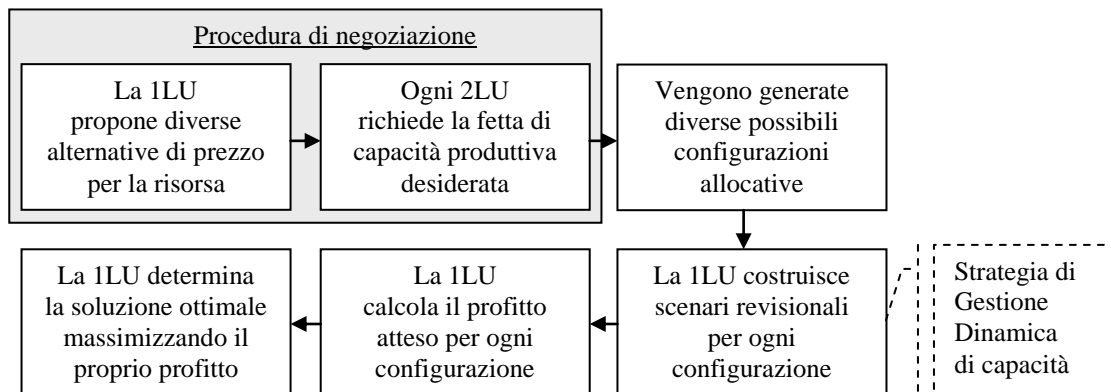 Procedura di negoziazione
La 1LU
propone diverse
alternative di prezzo
per la risorsa
Ogni 2LU
richiede la fetta di
capacità produttiva
desiderata
Vengono generate
diverse possibili
configurazioni
allocative
La 1LU determina
la soluzione ottimale
massimizzando il
proprio profitto
La 1LU
calcola il profitto
atteso per ogni
configurazione
La 1LU costruisce
scenari revisionali
per ogni
configurazione
Strategia di
Gestione
Dinamica
di capacità